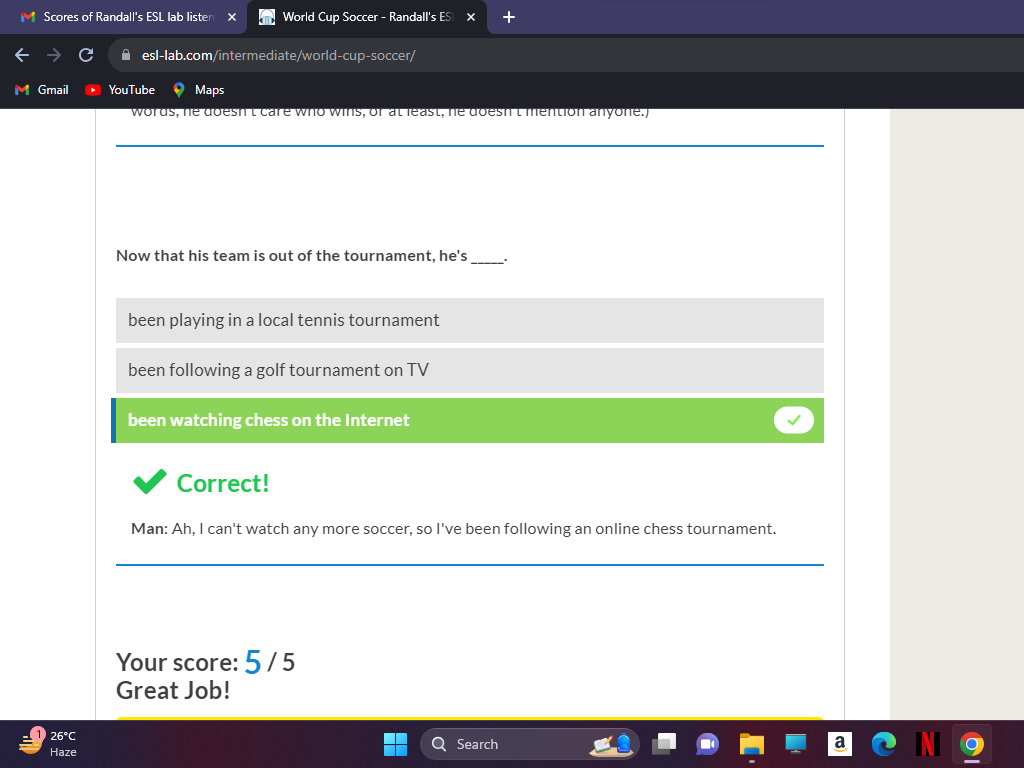 Scores of Randall's ESL lab listen
World Cup Soccer - Randall's ES
esl-lab.com/intermediate/world-cup-soccer/
Gmail
YouTube
Maps
words, he doesn't care who wins, or at least, he doesn't mention anyone.)
Now that his team is out of the tournament, he's _____.
been playing in a local tennis tournament
been following a golf tournament on TV
been watching chess on the Internet
Correct!
Man: Ah, I can't watch any more soccer, so I've been following an online chess tournament.
Your score: 5 / 5
Great Job!
1
26°C
Haze
Search
a
N